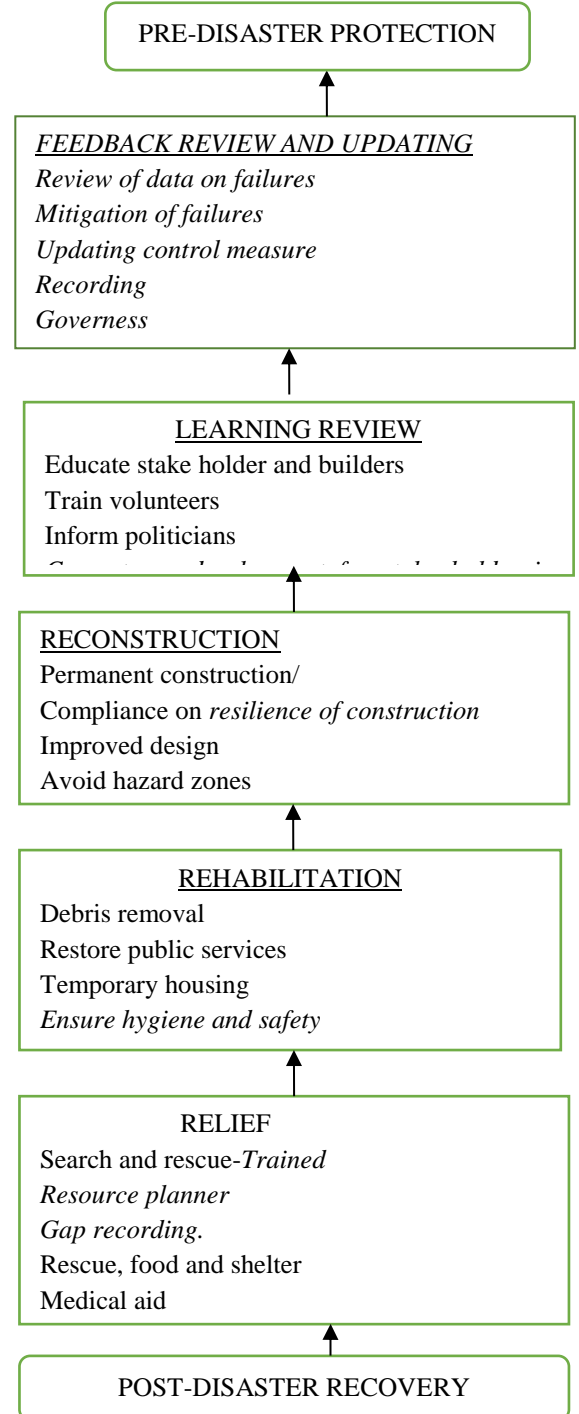 PRE-DISASTER PROTECTION
FEEDBACK REVIEW AND UPDATING
Review of data on failures
Mitigation of failures
Updating control measure
Recording
Governess
LEARNING REVIEW
Educate stake holder and builders
Train volunteers
Inform politicians
RECONSTRUCTION
Permanent construction/
Compliance on resilience of construction
Improved design
Avoid hazard zones
REHABILITATION
Debris removal
Restore public services
Temporary housing
Ensure hygiene and safety
RELIEF
Search and rescue-Trained
Resource planner
Gap recording.
Rescue, food and shelter
Medical aid
POST-DISASTER RECOVERY